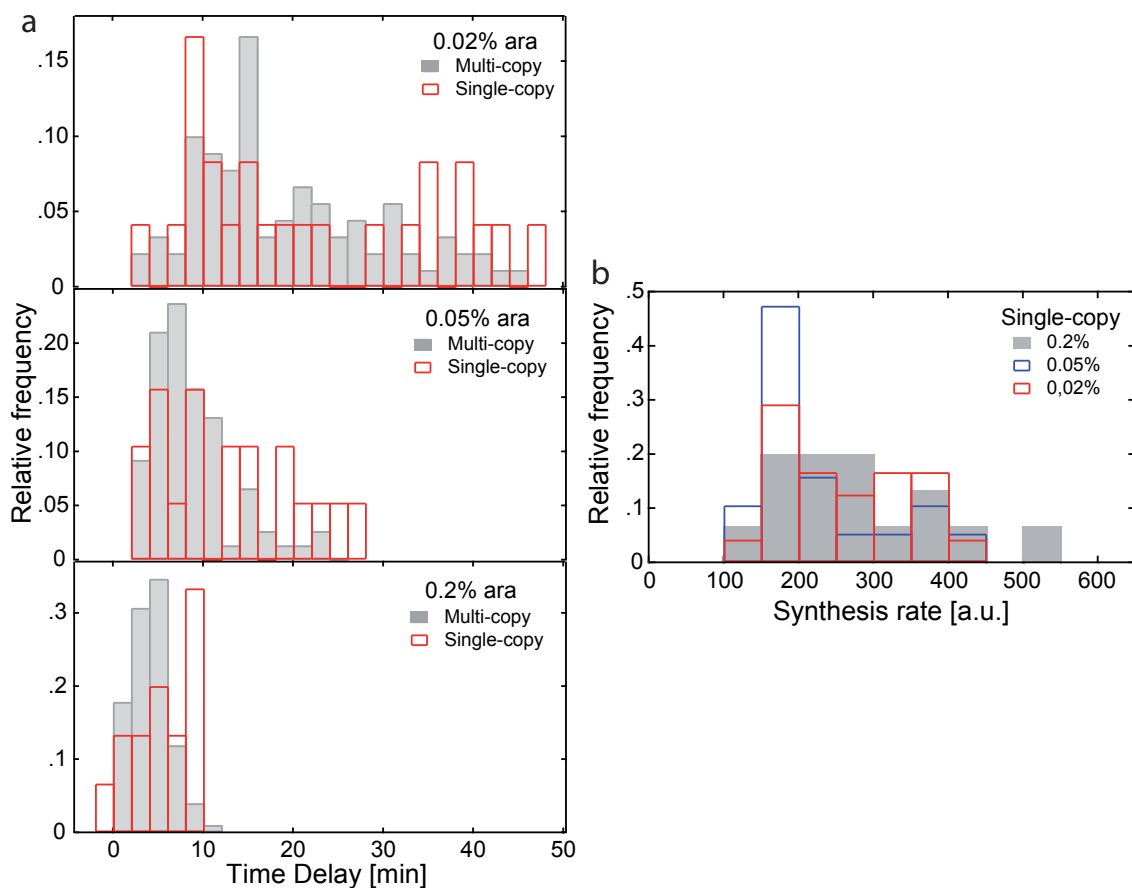 a
0.02% ara
Multi-copy
Single-copy
.15
.10
.05
0
0.05% ara
Multi-copy
Single-copy
.20
.15
.10
.05
0
0.2% ara
Multi-copy
Single-copy
.3
.2
.1
0
Relative frequency
0 10 20 30 40 50
Time Delay [min]
b
Single-copy
0.2%
0.05%
0,02%
.5
.4
.3
.2
.1
0
Relative frequency
0 100 200 300 400 500 600
Synthesis rate [a.u.]